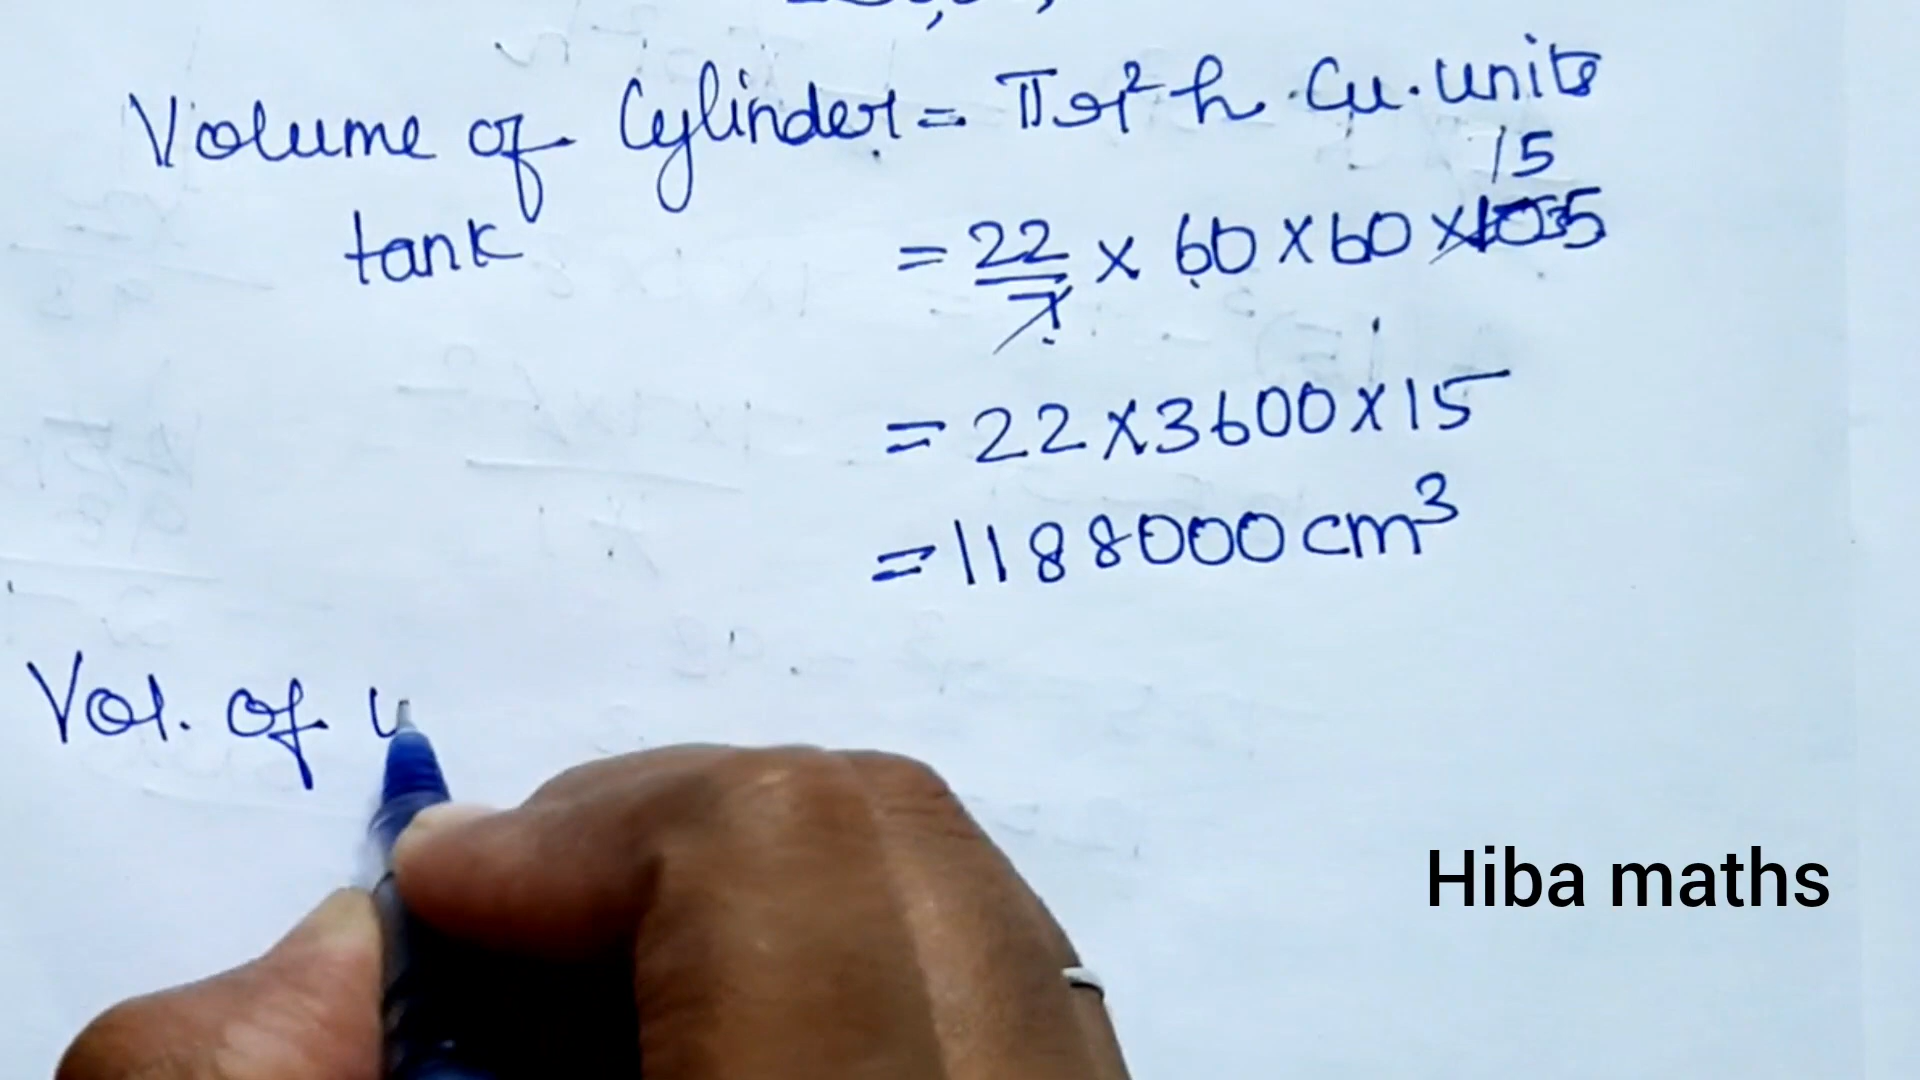 Volume of Cylinder = πr²h Cu. units
tank
15
= 22/7 × 60 × 60 × 105
= 22 × 3600 × 15
= 1188000 cm³
Vol. of
Hiba maths